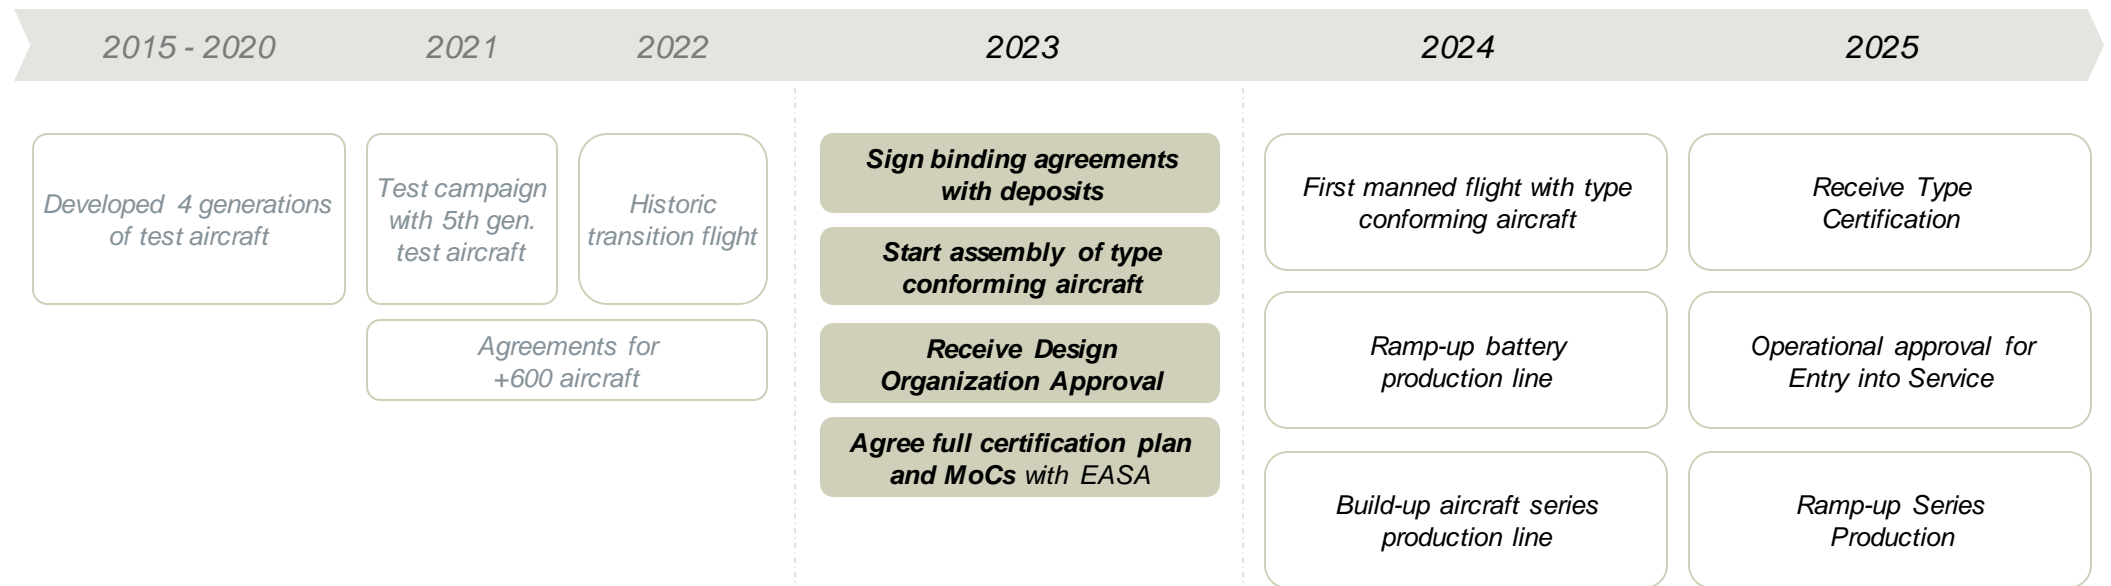 2015 - 2020
2021
2022
2023
2024
2025
Developed 4 generations
of test aircraft
Test campaign
with 5th gen.
test aircraft
Historic
transition flight
Agreements for
+600 aircraft
Sign binding agreements
with deposits
Start assembly of type
conforming aircraft
Receive Design
Organization Approval
Agree full certification plan
and MoCs with EASA
First manned flight with type
conforming aircraft
Ramp-up battery
production line
Build-up aircraft series
production line
Receive Type
Certification
Operational approval for
Entry into Service
Ramp-up Series
Production